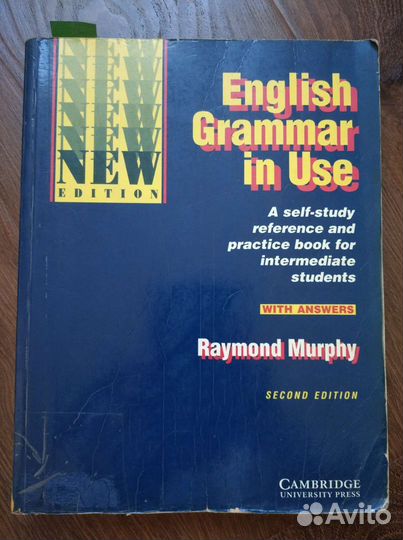 NEW
NEW
NEW
NEW
NEW
NEW
EDITION
English
Grammar
in Use
A self-study
reference and
practice book for
intermediate
students
WITH ANSWERS
Raymond Murphy
SECOND EDITION
CAMBRIDGE
UNIVERSITY PRESS
Avito